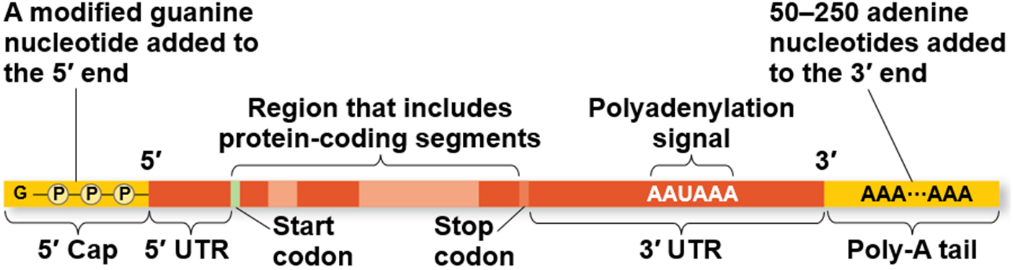 A modified guanine
nucleotide added to
the 5′ end
50–250 adenine
nucleotides added
to the 3′ end
Region that includes
protein-coding segments
Polyadenylation
signal
5′
3′
G P P P
AAUAAA
AAA···AAA
5′ Cap
5′ UTR
Start
codon
Stop
codon
3′ UTR
Poly-A tail